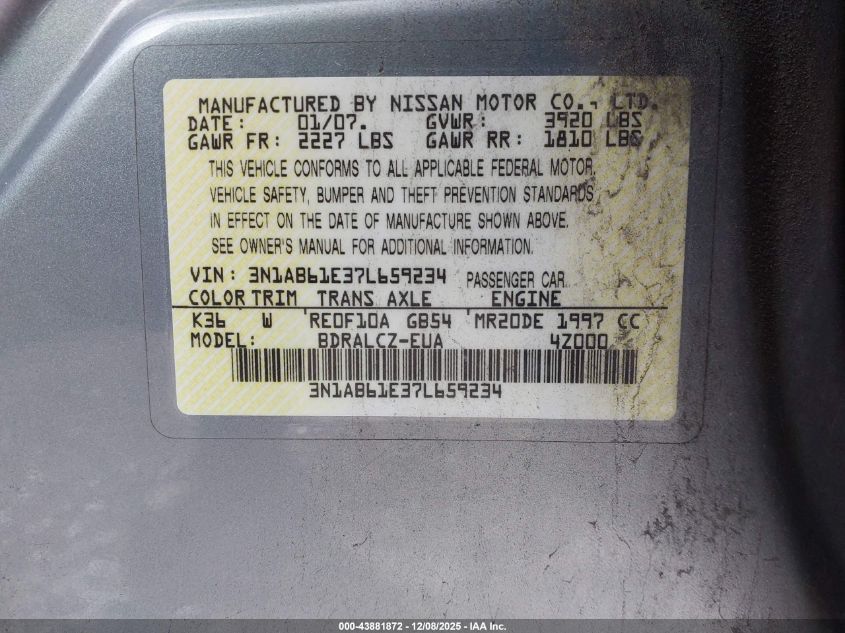 MANUFACTURED BY NISSAN MOTOR CO., LTD.
DATE: 01/07. GVWR: 3920 LBS
GAWR FR: 2227 LBS GAWR RR: 1810 LBS
THIS VEHICLE CONFORMS TO ALL APPLICABLE FEDERAL MOTOR
VEHICLE SAFETY, BUMPER AND THEFT PREVENTION STANDARDS
IN EFFECT ON THE DATE OF MANUFACTURE SHOWN ABOVE.
SEE OWNER'S MANUAL FOR ADDITIONAL INFORMATION.
VIN: 3N1AB61E37L659234 PASSENGER CAR
COLOR TRIM TRANS AXLE ENGINE
K36 W RE0F10A GB54 MR20DE 1997 CC
MODEL: BDRALCZ-EUA 4Z000
3N1AB61E37L659234
000-43881872 - 12/08/2025 - IAA Inc.